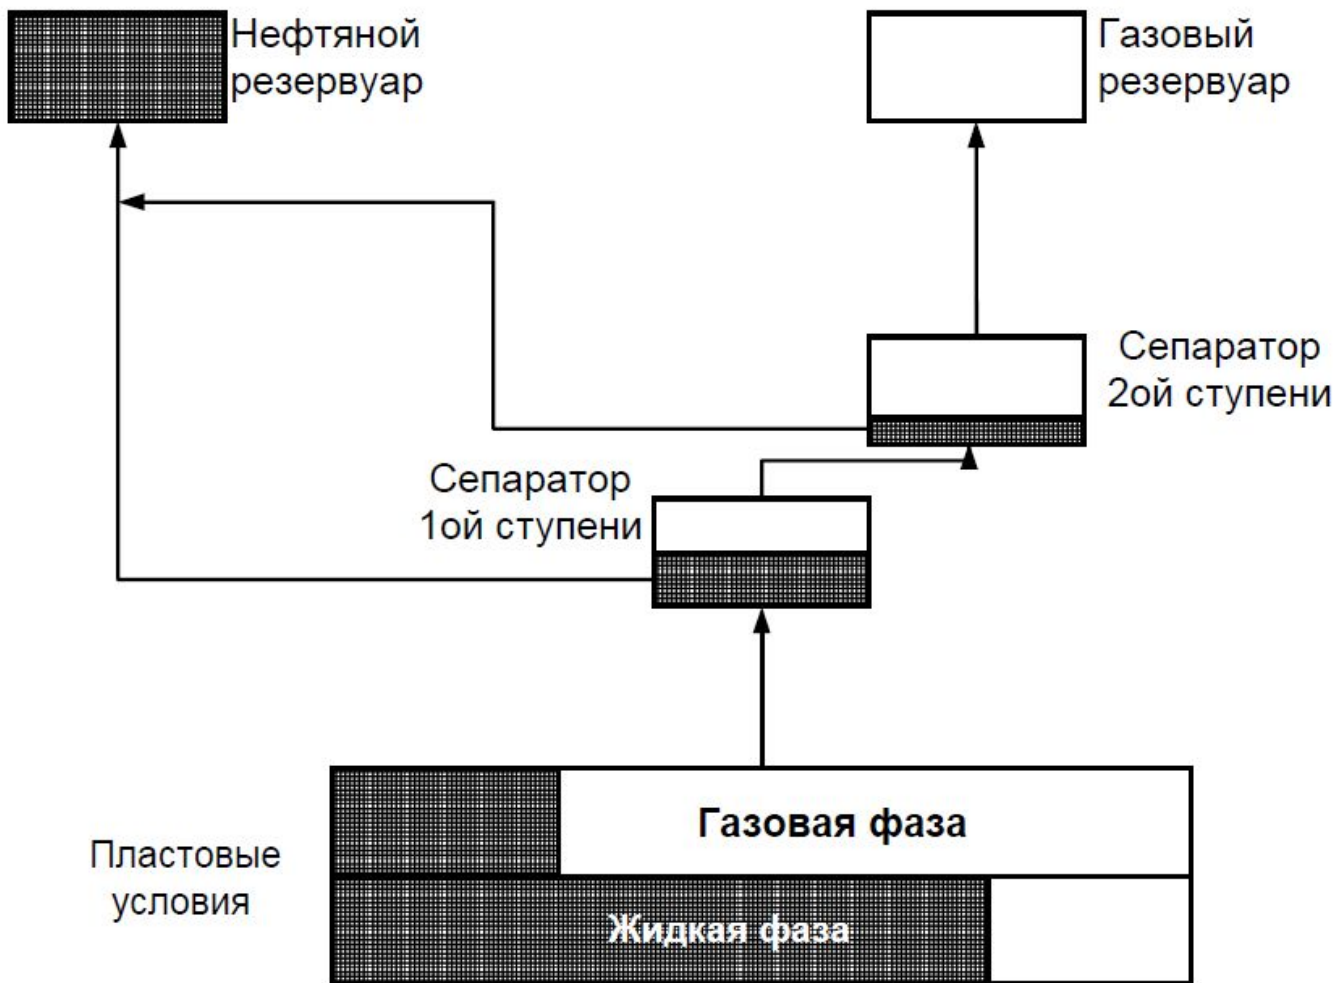 Нефтяной
резервуар
Газовый
резервуар
Сепаратор
2ой ступени
Сепаратор
1ой ступени
Газовая фаза
Пластовые
условия
Жидкая фаза